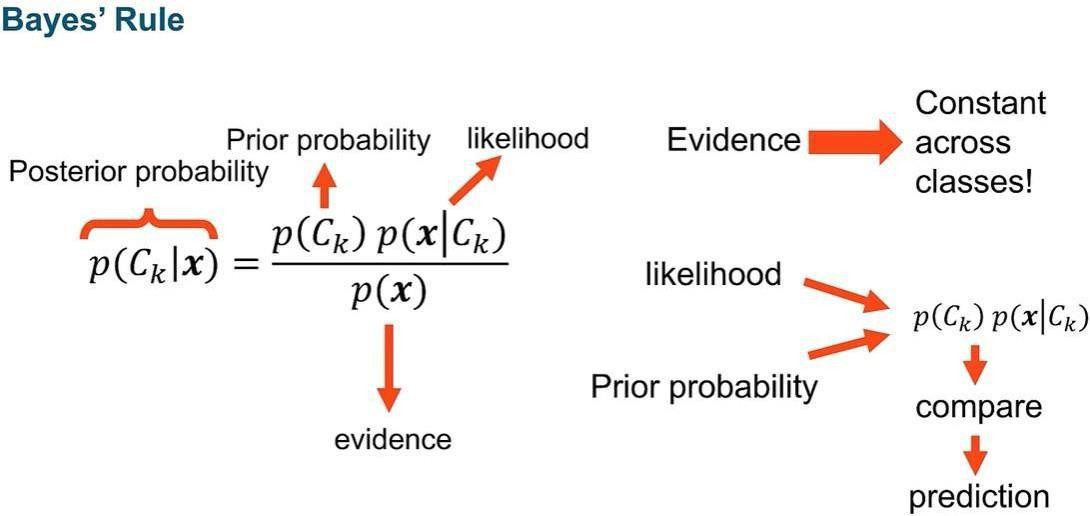 Bayes’ Rule
Posterior probability
Prior probability
likelihood
p(C_k|x) = p(C_k) p(x|C_k) / p(x)
evidence
Evidence
Constant
across
classes!
likelihood
Prior probability
p(C_k) p(x|C_k)
compare
prediction